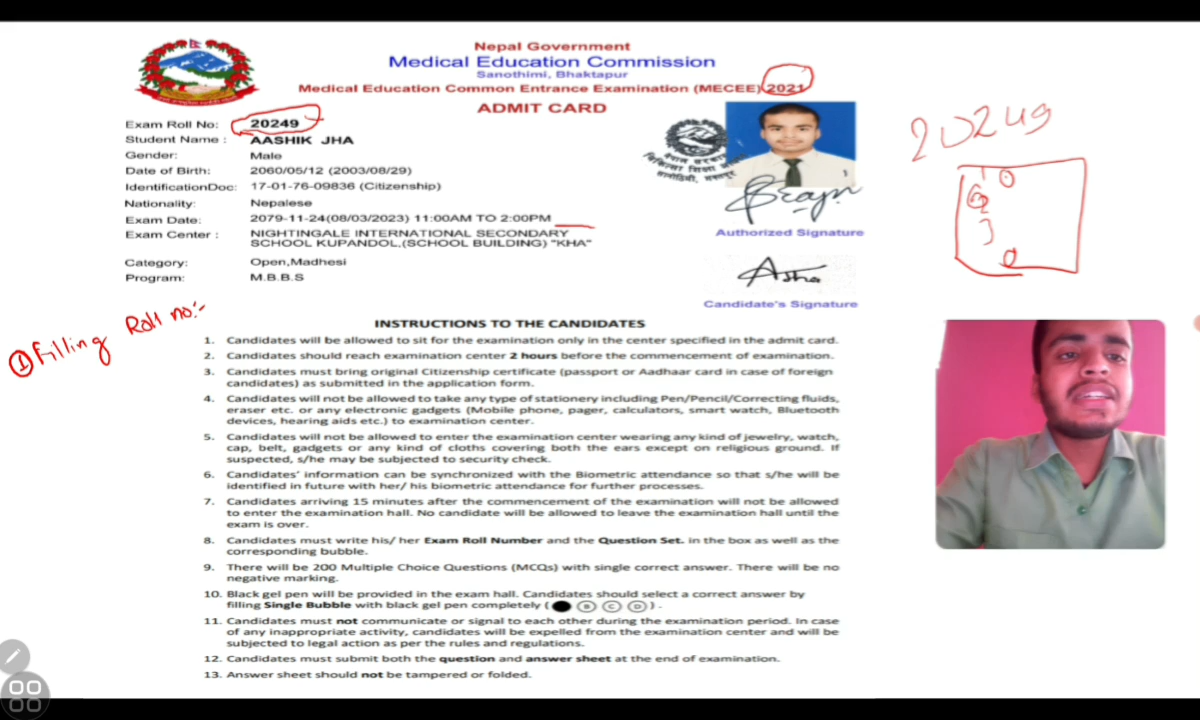 Nepal Government
Medical Education Commission
Sanothimi, Bhaktapur
Medical Education Common Entrance Examination (MECEE) 2021
ADMIT CARD
Exam Roll No: 20249
Student Name : AASHIK JHA
Gender: Male
Date of Birth: 2060/05/12 (2003/08/29)
IdentificationDoc: 17-01-76-09836 (Citizenship)
Nationality: Nepalese
Exam Date: 2079-11-24(08/03/2023) 11:00AM TO 2:00PM
Exam Center : NIGHTINGALE INTERNATIONAL SECONDARY
SCHOOL KUPANDOL,(SCHOOL BUILDING) "KHA"
Category: Open,Madhesi
Program: M.B.B.S
Authorized Signature
Candidate's Signature
20249
① Filling Roll no:-
INSTRUCTIONS TO THE CANDIDATES
1. Candidates will be allowed to sit for the examination only in the center specified in the admit card.
2. Candidates should reach examination center 2 hours before the commencement of examination.
3. Candidates must bring original Citizenship certificate (passport or Aadhaar card in case of foreign
candidates) as submitted in the application form.
4. Candidates will not be allowed to take any type of stationery including Pen/Pencil/Correcting fluids,
eraser etc. or any electronic gadgets (Mobile phone, pager, calculators, smart watch, Bluetooth
devices, hearing aids etc.) to examination center.
5. Candidates will not be allowed to enter the examination center wearing any kind of jewelry, watch,
cap, belt, gadgets or any kind of cloths covering both the ears except on religious ground. If
suspected, s/he may be subjected to security check.
6. Candidates' information can be synchronized with the Biometric attendance so that s/he will be
identified in future with her/ his biometric attendance for further processes.
7. Candidates arriving 15 minutes after the commencement of the examination will not be allowed
to enter the examination hall. No candidate will be allowed to leave the examination hall until the
exam is over.
8. Candidates must write his/ her Exam Roll Number and the Question Set. in the box as well as the
corresponding bubble.
9. There will be 200 Multiple Choice Questions (MCQs) with single correct answer. There will be no
negative marking.
10. Black gel pen will be provided in the exam hall. Candidates should select a correct answer by
filling Single Bubble with black gel pen completely ( ● Ⓑ Ⓒ Ⓓ ) .
11. Candidates must not communicate or signal to each other during the examination period. In case
of any inappropriate activity, candidates will be expelled from the examination center and will be
subjected to legal action as per the rules and regulations.
12. Candidates must submit both the question and answer sheet at the end of examination.
13. Answer sheet should not be tampered or folded.